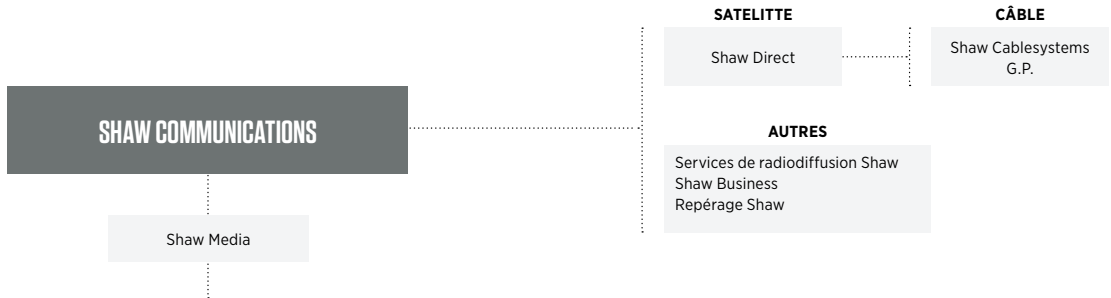 SATELITTE
Shaw Direct
CÂBLE
Shaw Cablesystems
G.P.
SHAW COMMUNICATIONS
AUTRES
Services de radiodiffusion Shaw
Shaw Business
Repérage Shaw
Shaw Media